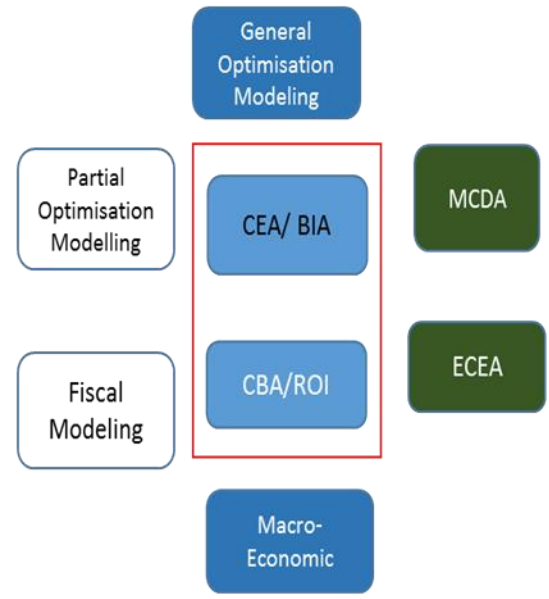 General
Optimisation
Modeling
Partial
Optimisation
Modelling
CEA/ BIA
MCDA
Fiscal
Modeling
CBA/ROI
ECEA
Macro-
Economic